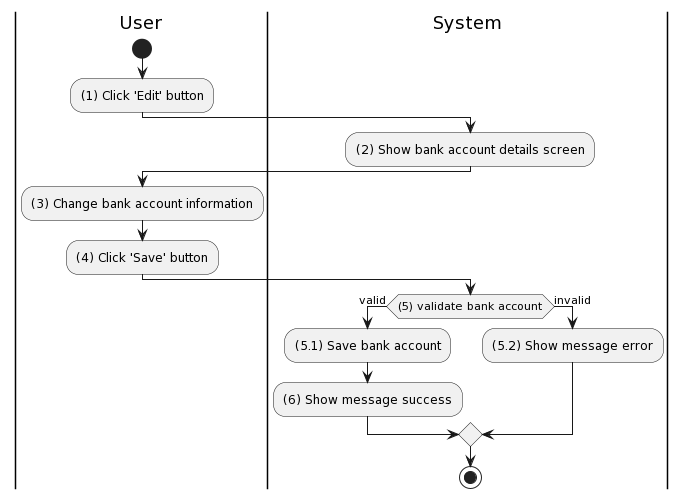 User
System
(1) Click 'Edit' button
(2) Show bank account details screen
(3) Change bank account information
(4) Click 'Save' button
valid
(5) validate bank account
invalid
(5.1) Save bank account
(5.2) Show message error
(6) Show message success